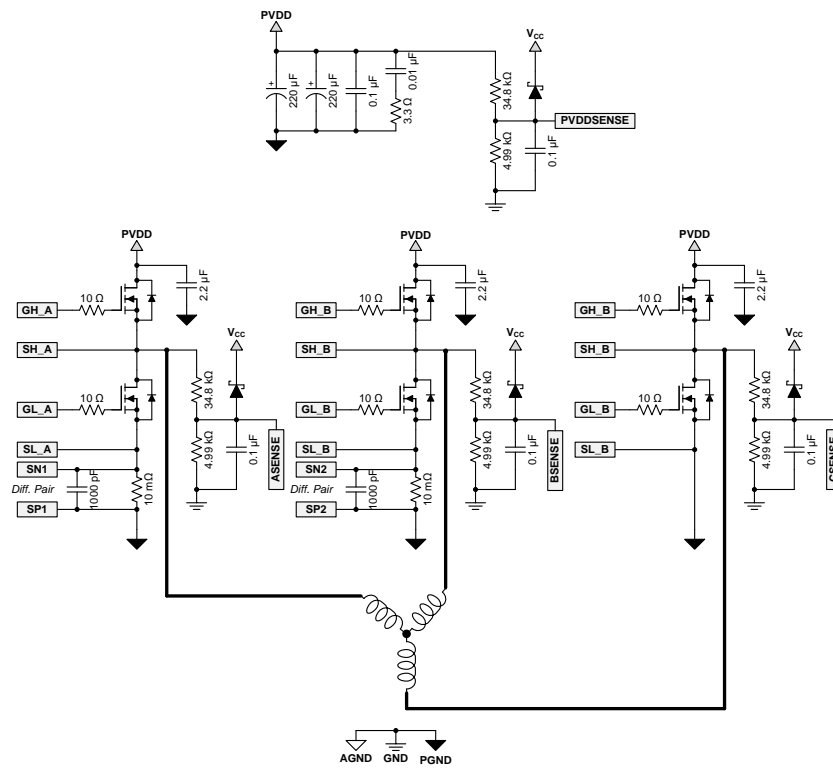 PVDD
220 µF
220 µF
0.1 µF
0.01 µF
3.3 Ω
34.8 kΩ
4.99 kΩ
VCC
PVDDSENSE
0.1 µF
PVDD
2.2 µF
GH_A
10 Ω
SH_A
VCC
34.8 kΩ
GL_A
10 Ω
4.99 kΩ
0.1 µF
ASENSE
SL_A
SN1
Diff. Pair
1000 pF
10 mΩ
SP1
PVDD
2.2 µF
GH_B
10 Ω
SH_B
VCC
34.8 kΩ
GL_B
10 Ω
4.99 kΩ
0.1 µF
BSENSE
SL_B
SN2
Diff. Pair
1000 pF
10 mΩ
SP2
PVDD
2.2 µF
GH_B
10 Ω
SH_B
VCC
34.8 kΩ
GL_B
10 Ω
4.99 kΩ
0.1 µF
CSENSE
SL_B
AGND
GND
PGND